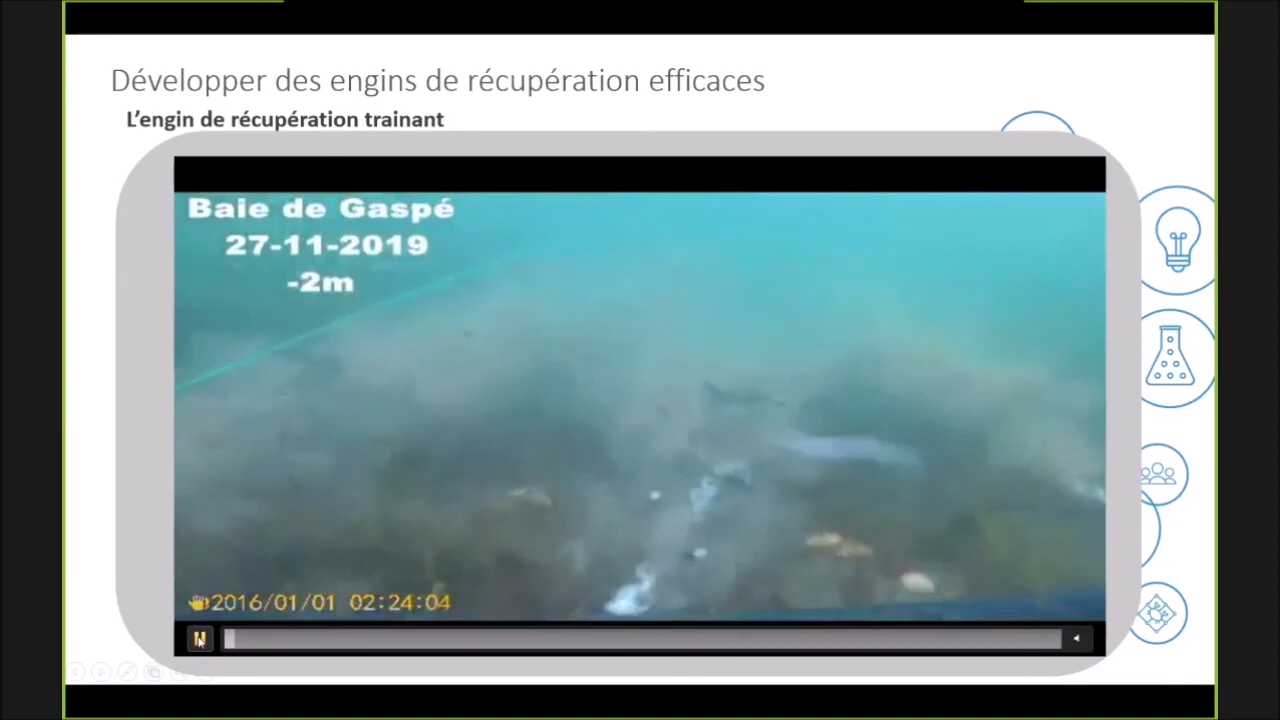 Développer des engins de récupération efficaces
L'engin de récupération trainant
Baie de Gaspé
27-11-2019
-2m
2016/01/01 02:24:04